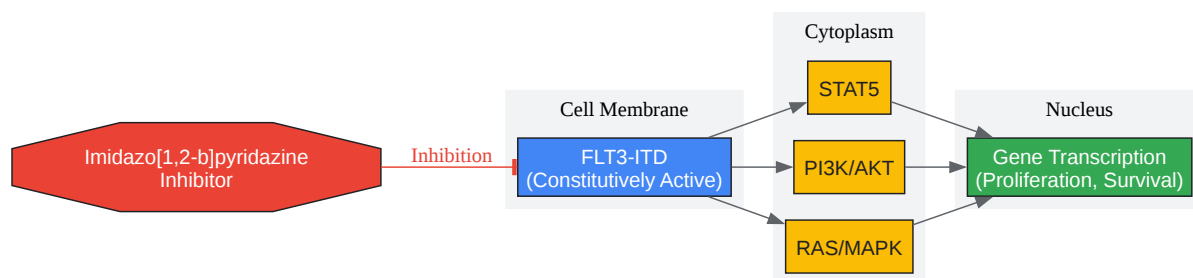 Imidazo[1,2-b]pyridazine
Inhibitor
Inhibition
Cell Membrane
FLT3-ITD
(Constitutively Active)
Cytoplasm
STAT5
PI3K/AKT
RAS/MAPK
Nucleus
Gene Transcription
(Proliferation, Survival)